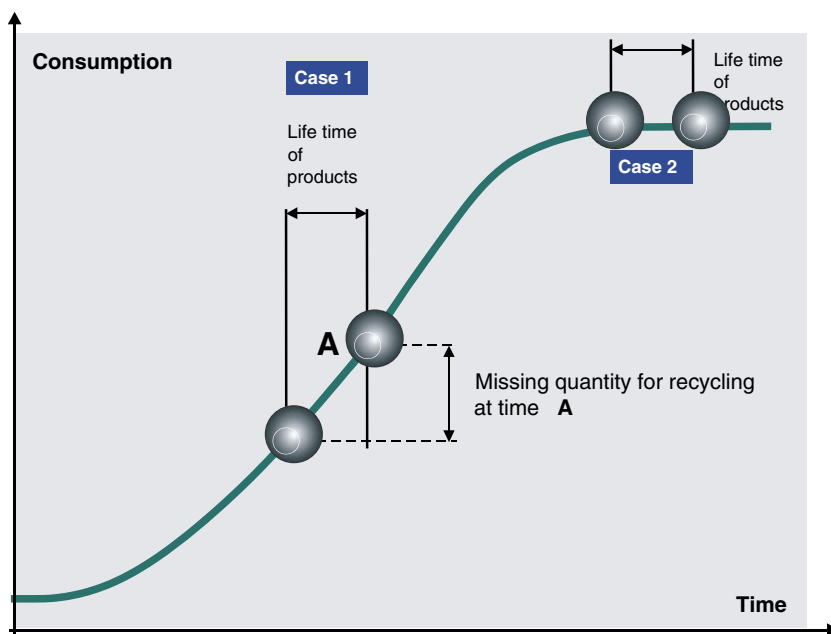 Consumption
Case 1
Life time
of
products
Life time
of
products
Case 2
A
Missing quantity for recycling
at time A
Time